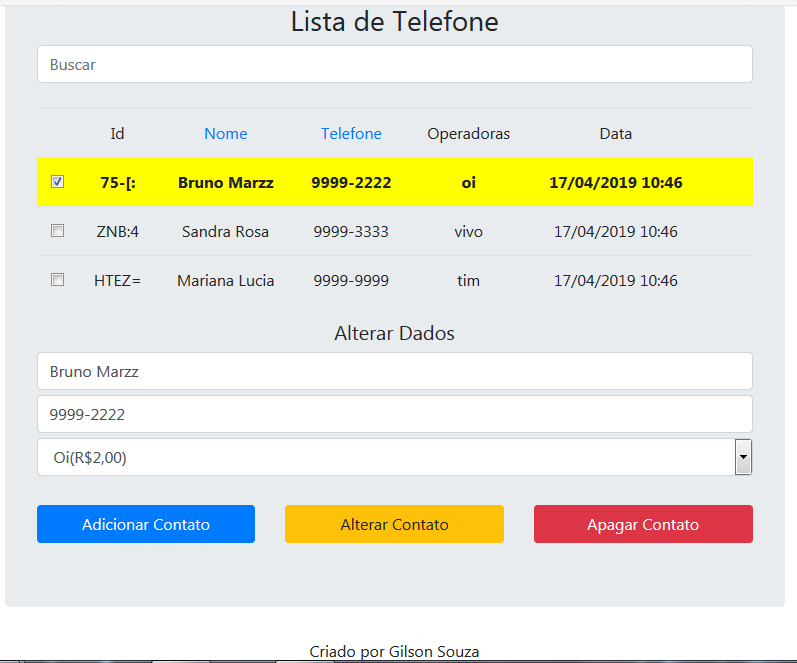 Lista de Telefone
Buscar
Id Nome Telefone Operadoras Data
75-[: Bruno Marzz 9999-2222 oi 17/04/2019 10:46
ZNB:4 Sandra Rosa 9999-3333 vivo 17/04/2019 10:46
HTEZ= Mariana Lucia 9999-9999 tim 17/04/2019 10:46
Alterar Dados
Bruno Marzz
9999-2222
Oi(R$2,00)
Adicionar Contato Alterar Contato Apagar Contato
Criado por Gilson Souza